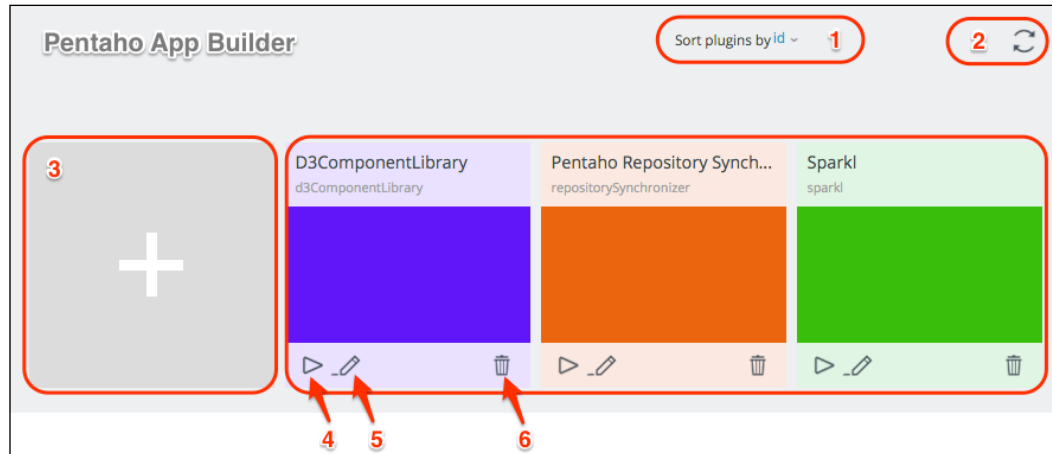 Pentaho App Builder
Sort plugins by id
1
2
3
D3ComponentLibrary
d3ComponentLibrary
Pentaho Repository Synch...
repositorySynchronizer
Sparkl
sparkl
4
5
6